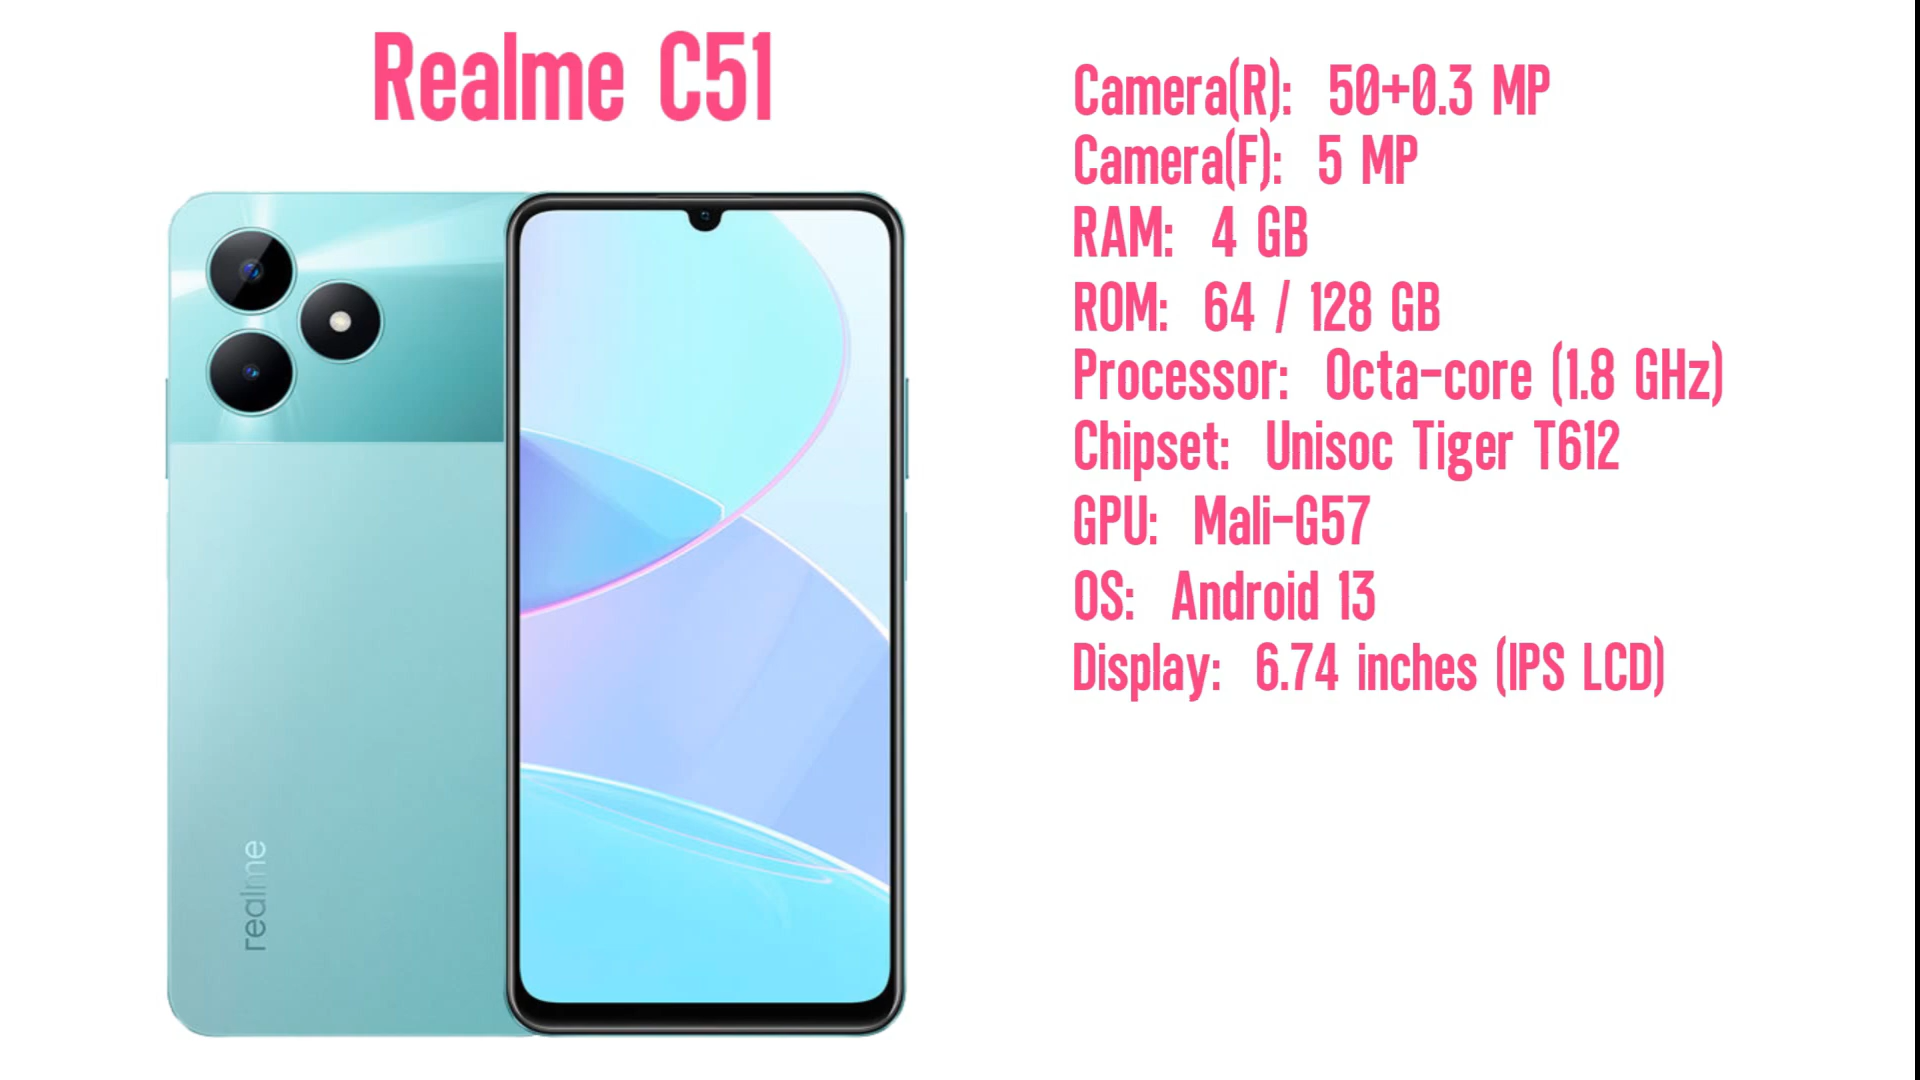 Realme C51
Camera(R): 50+0.3 MP
Camera(F): 5 MP
RAM: 4 GB
ROM: 64 / 128 GB
Processor: Octa-core (1.8 GHz)
Chipset: Unisoc Tiger T612
GPU: Mali-G57
OS: Android 13
Display: 6.74 inches (IPS LCD)
realme